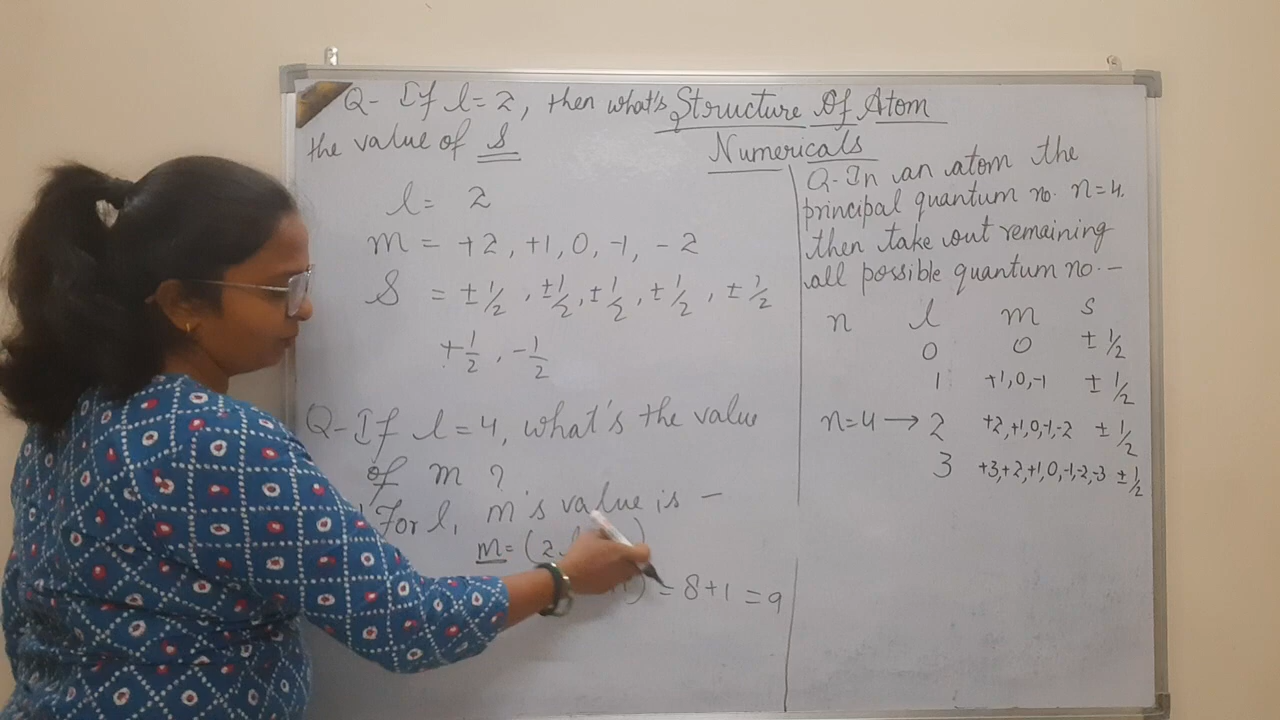 Structure Of Atom
Numericals
Q- If l= 2, then what's
the value of S
l= 2
m = +2, +1, 0, -1, -2
S = ±1/2, ±1/2, ±1/2, ±1/2, ±1/2
+1/2, -1/2
Q-If l=4, what's the value
of m ?
For l, m's value is –
m= (2
= 8+1 = 9
Q-In an atom the
principal quantum no. n=4.
then take out remaining
all possible quantum no. –
n l m s
0 0 ±1/2
1 +1,0,-1 ±1/2
n=4 → 2 +2,+1,0,-1,-2 ±1/2
3 +3,+2,+1,0,-1,-2,-3 ±1/2